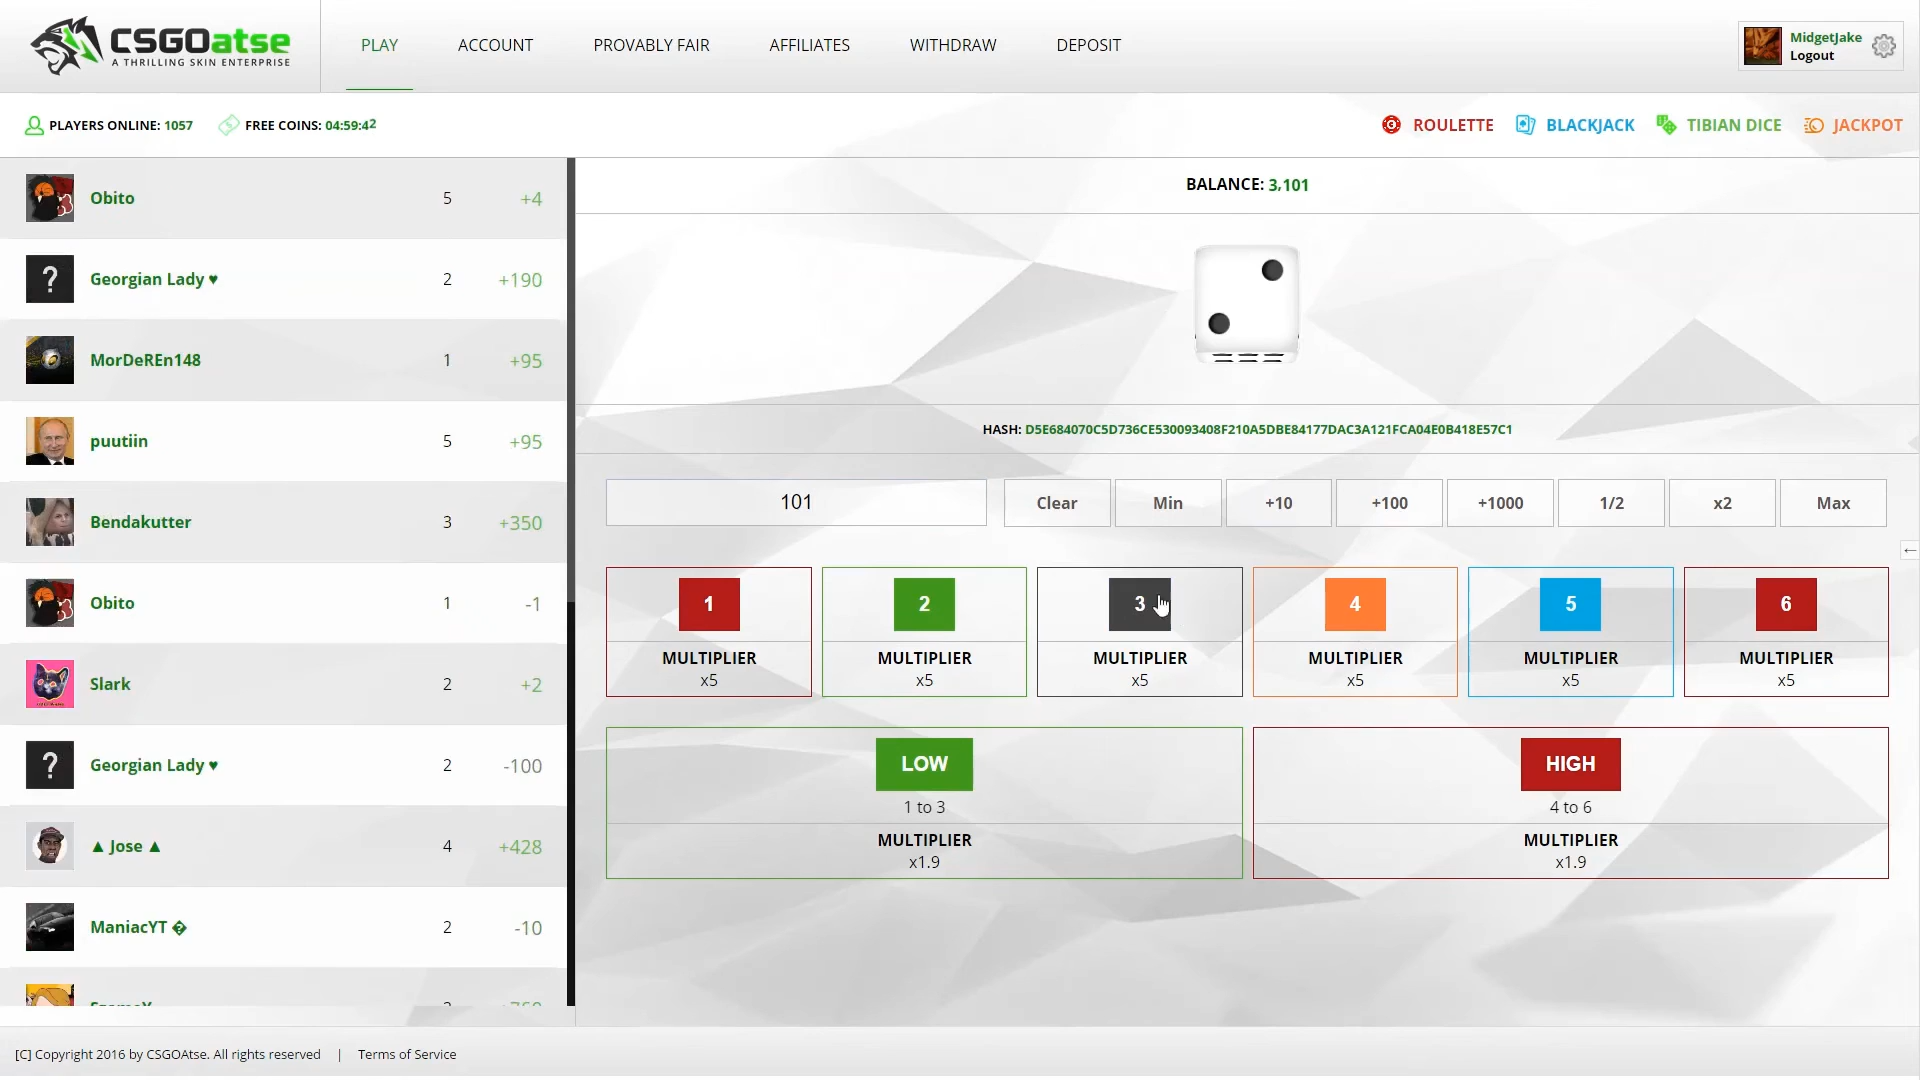 CSGOatse
A THRILLING SKIN ENTERPRISE
PLAY
ACCOUNT
PROVABLY FAIR
AFFILIATES
WITHDRAW
DEPOSIT
MidgetJake
Logout
PLAYERS ONLINE: 1057
FREE COINS: 04:59:42
ROULETTE
BLACKJACK
TIBIAN DICE
JACKPOT
Obito 5 +4
Georgian Lady ♥ 2 +190
MorDeREn148 1 +95
puutiin 5 +95
Bendakutter 3 +350
Obito 1 -1
Slark 2 +2
Georgian Lady ♥ 2 -100
▲ Jose ▲ 4 +428
ManiacYT � 2 -10
BALANCE: 3,101
HASH: D5E684070C5D736CE530093408F210A5DBE84177DAC3A121FCA04E0B418E57C1
101
Clear
Min
+10
+100
+1000
1/2
x2
Max
1
MULTIPLIER
x5
2
MULTIPLIER
x5
3
MULTIPLIER
x5
4
MULTIPLIER
x5
5
MULTIPLIER
x5
6
MULTIPLIER
x5
LOW
1 to 3
MULTIPLIER
x1.9
HIGH
4 to 6
MULTIPLIER
x1.9
[C] Copyright 2016 by CSGOAtse. All rights reserved | Terms of Service